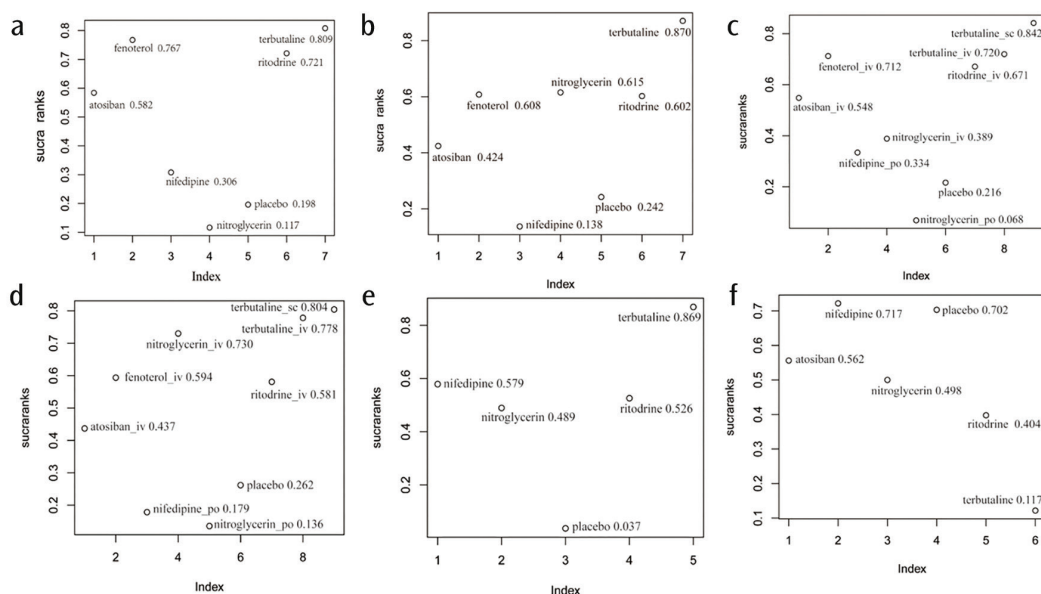 a
sucra ranks
0.8
0.7
0.6
0.5
0.4
0.3
0.2
0.1
fenoterol 0.767
terbutaline 0.809
ritodrine 0.721
atosiban 0.582
nifedipine 0.306
placebo 0.198
nitroglycerin 0.117
1 2 3 4 5 6 7
Index
b
sucra ranks
0.8
0.6
0.4
0.2
terbutaline 0.870
nitroglycerin 0.615
fenoterol 0.608
ritodrine 0.602
atosiban 0.424
placebo 0.242
nifedipine 0.138
1 2 3 4 5 6 7
Index
c
sucraranks
0.8
0.6
0.4
0.2
terbutaline_sc 0.842
terbutaline_iv 0.720
fenoterol_iv 0.712
ritodrine_iv 0.671
atosiban_iv 0.548
nitroglycerin_iv 0.389
nifedipine_po 0.334
placebo 0.216
nitroglycerin_po 0.068
2 4 6 8
Index
d
sucraranks
0.8
0.7
0.6
0.5
0.4
0.3
0.2
terbutaline_sc 0.804
terbutaline_iv 0.778
nitroglycerin_iv 0.730
fenoterol_iv 0.594
ritodrine_iv 0.581
atosiban_iv 0.437
placebo 0.262
nifedipine_po 0.179
nitroglycerin_po 0.136
2 4 6 8
Index
e
sucraranks
0.8
0.6
0.4
0.2
terbutaline 0.869
nifedipine 0.579
nitroglycerin 0.489
ritodrine 0.526
placebo 0.037
1 2 3 4 5
Index
f
sucraranks
0.7
0.6
0.5
0.4
0.3
0.2
0.1
nifedipine 0.717
placebo 0.702
atosiban 0.562
nitroglycerin 0.498
ritodrine 0.404
terbutaline 0.117
1 2 3 4 5 6
Index